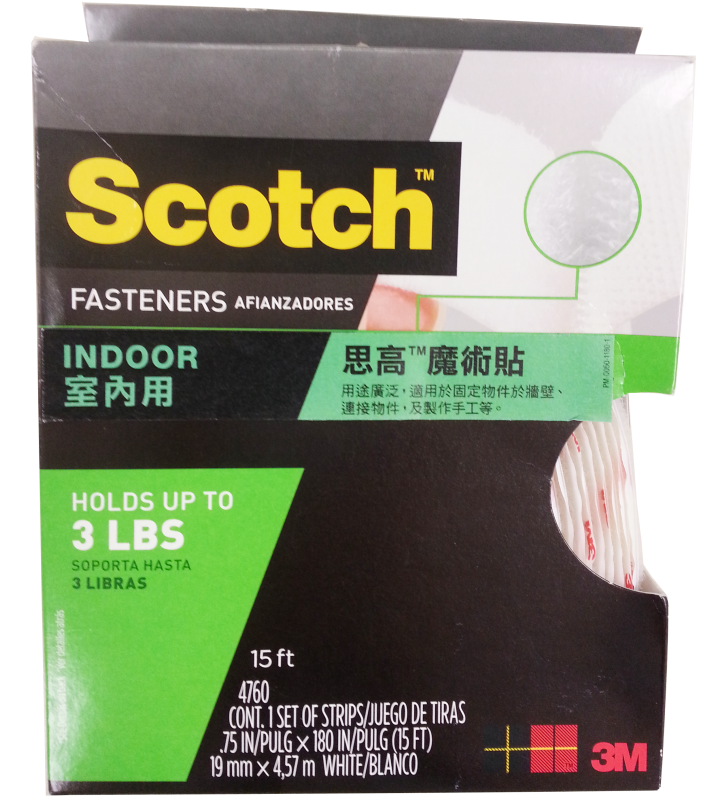 Scotch™
FASTENERS AFIANZADORES
INDOOR
室內用
思高™魔術貼
用途廣泛，適用於固定物件於牆壁、
連接物件，及製作手工等。
HOLDS UP TO
3 LBS
SOPORTA HASTA
3 LIBRAS
15 ft
4760
CONT. 1 SET OF STRIPS/JUEGO DE TIRAS
.75 IN/PULG × 180 IN/PULG (15 FT)
19 mm × 4,57 m WHITE/BLANCO
3M